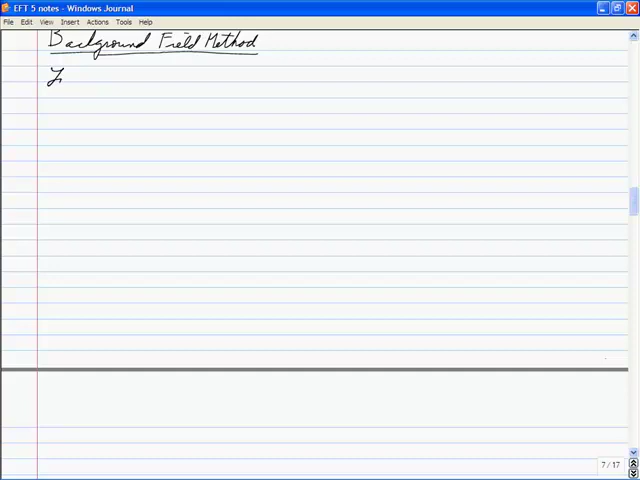 EFT 5 notes - Windows Journal
File Edit View Insert Actions Tools Help
Background Field Method
7 / 17